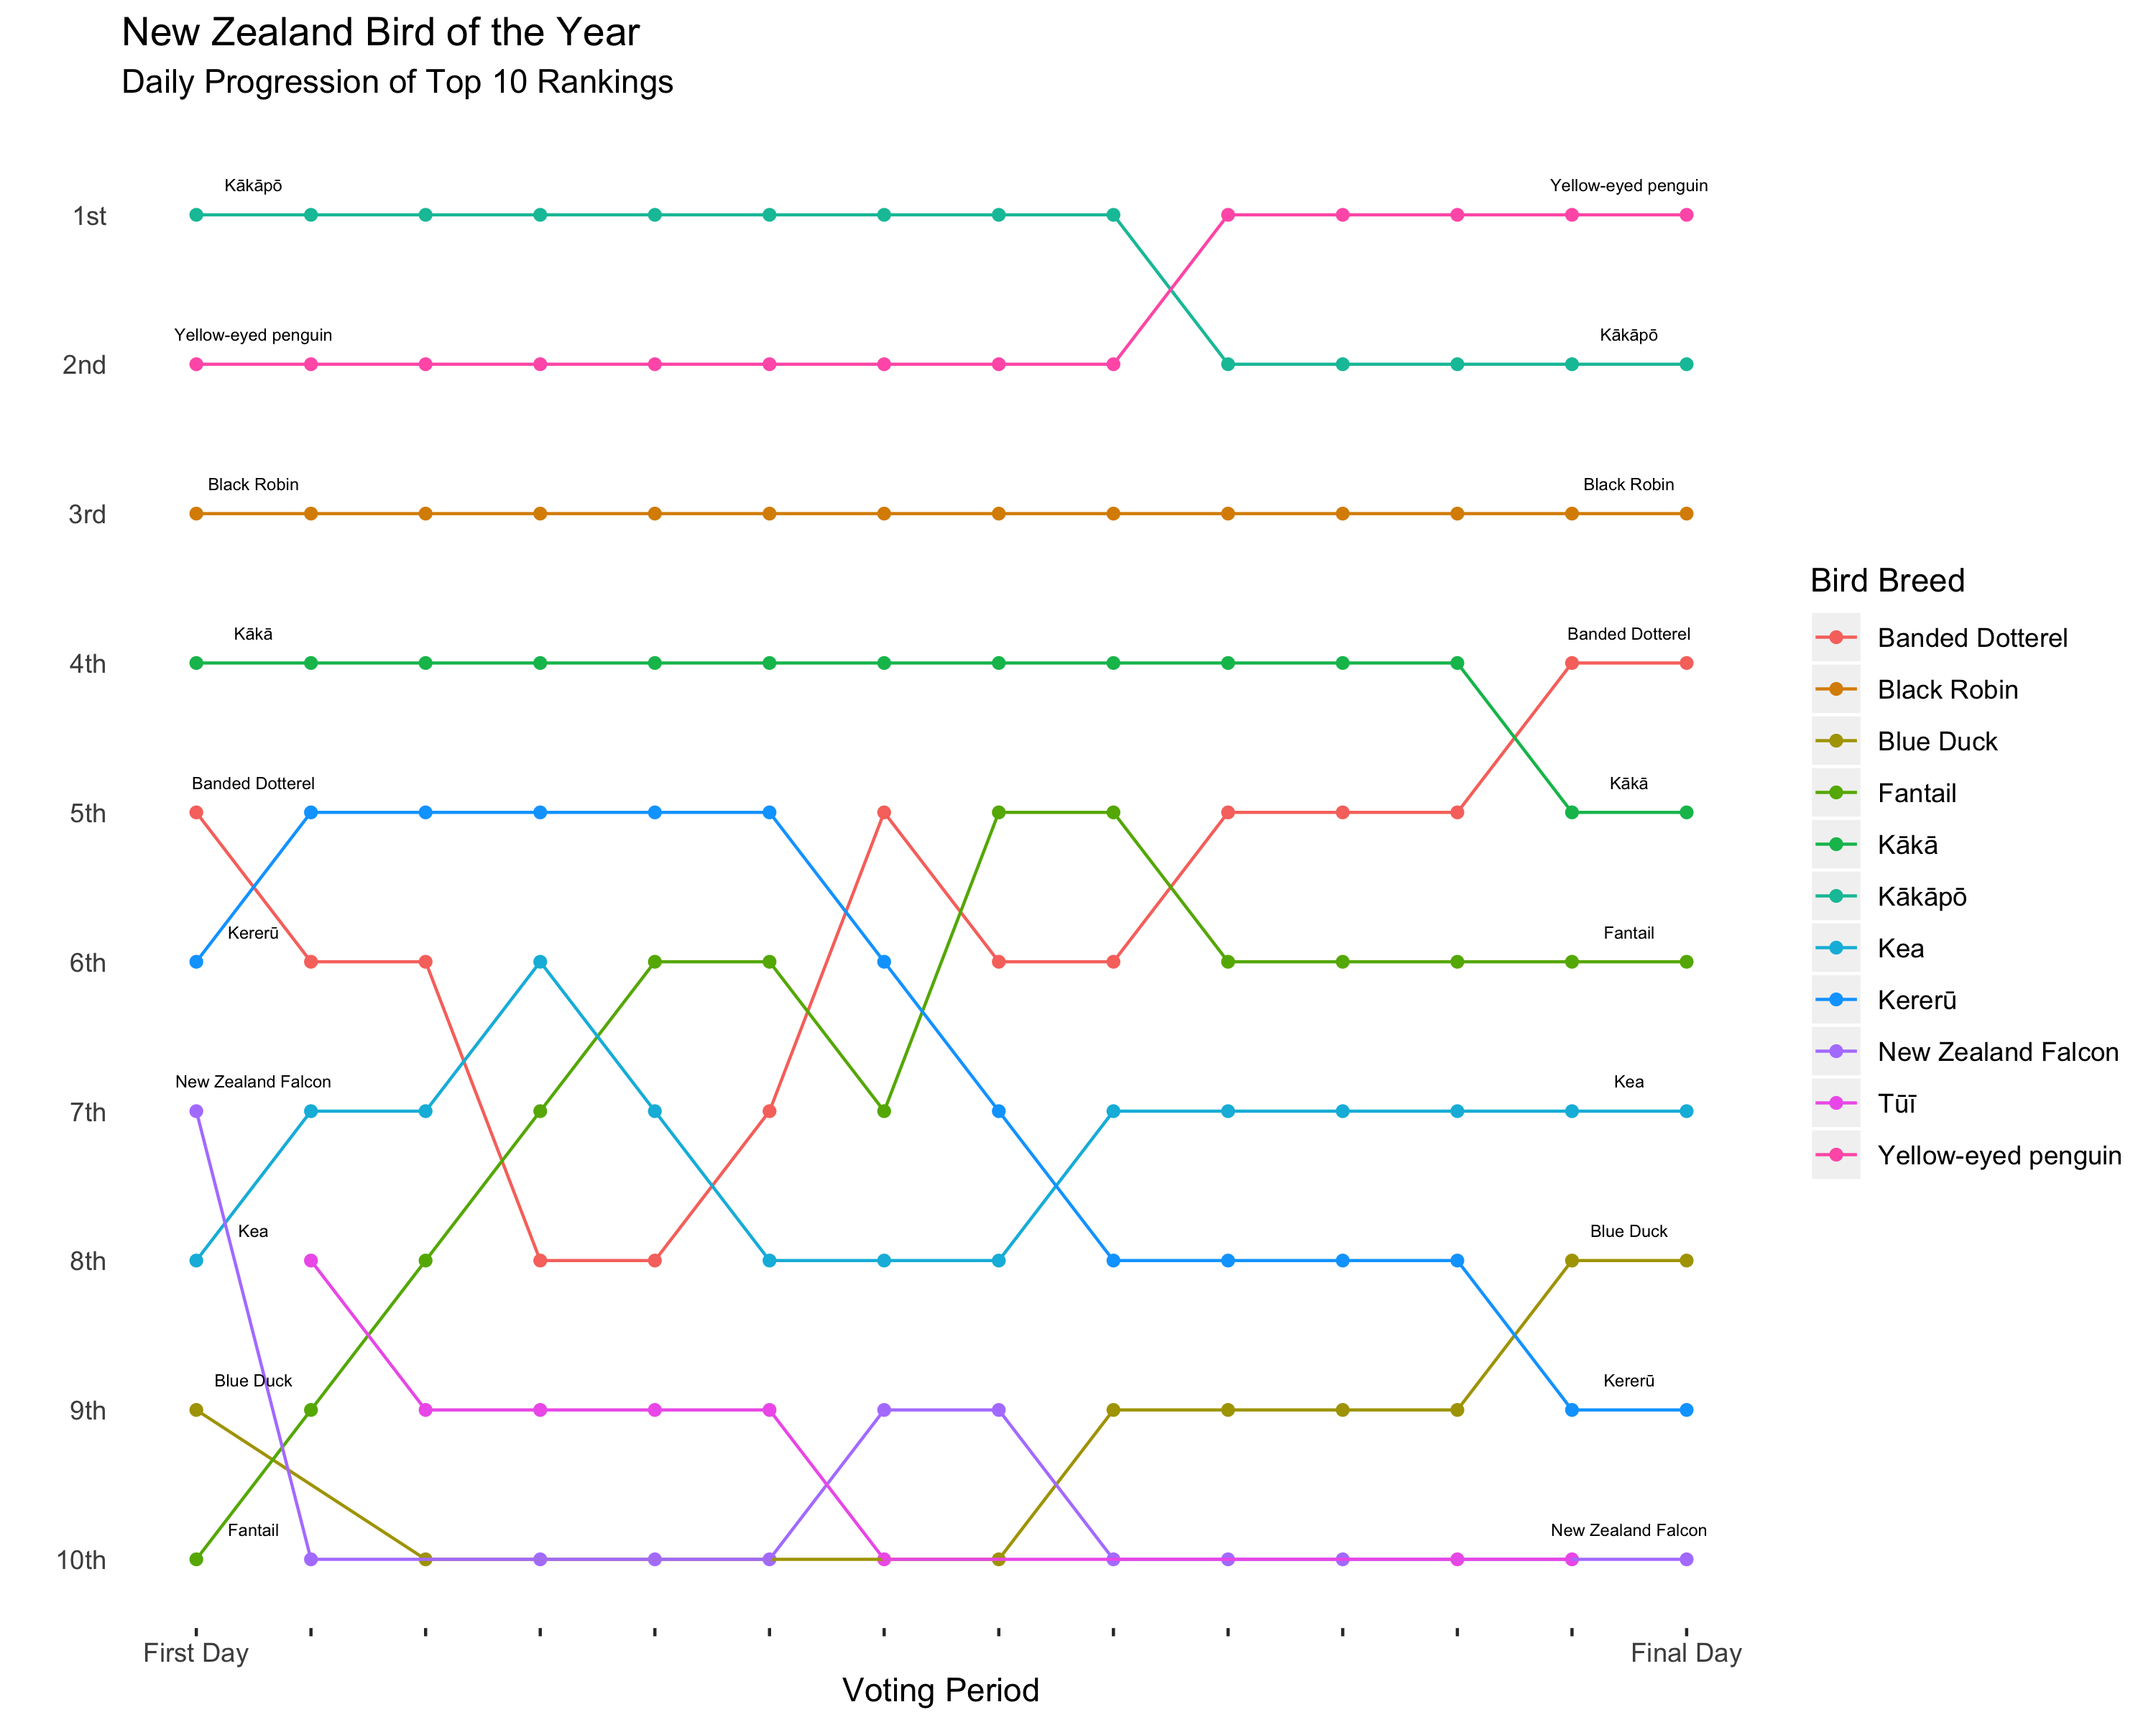 New Zealand Bird of the Year
Daily Progression of Top 10 Rankings
Kākāpō
Yellow-eyed penguin
1st
Yellow-eyed penguin
Kākāpō
2nd
Black Robin
Black Robin
3rd
Kākā
Banded Dotterel
4th
Banded Dotterel
Kākā
5th
Kererū
Fantail
6th
New Zealand Falcon
Kea
7th
Kea
Blue Duck
8th
Blue Duck
Kererū
9th
Fantail
New Zealand Falcon
10th
First Day
Final Day
Voting Period
Bird Breed
Banded Dotterel
Black Robin
Blue Duck
Fantail
Kākā
Kākāpō
Kea
Kererū
New Zealand Falcon
Tūī
Yellow-eyed penguin